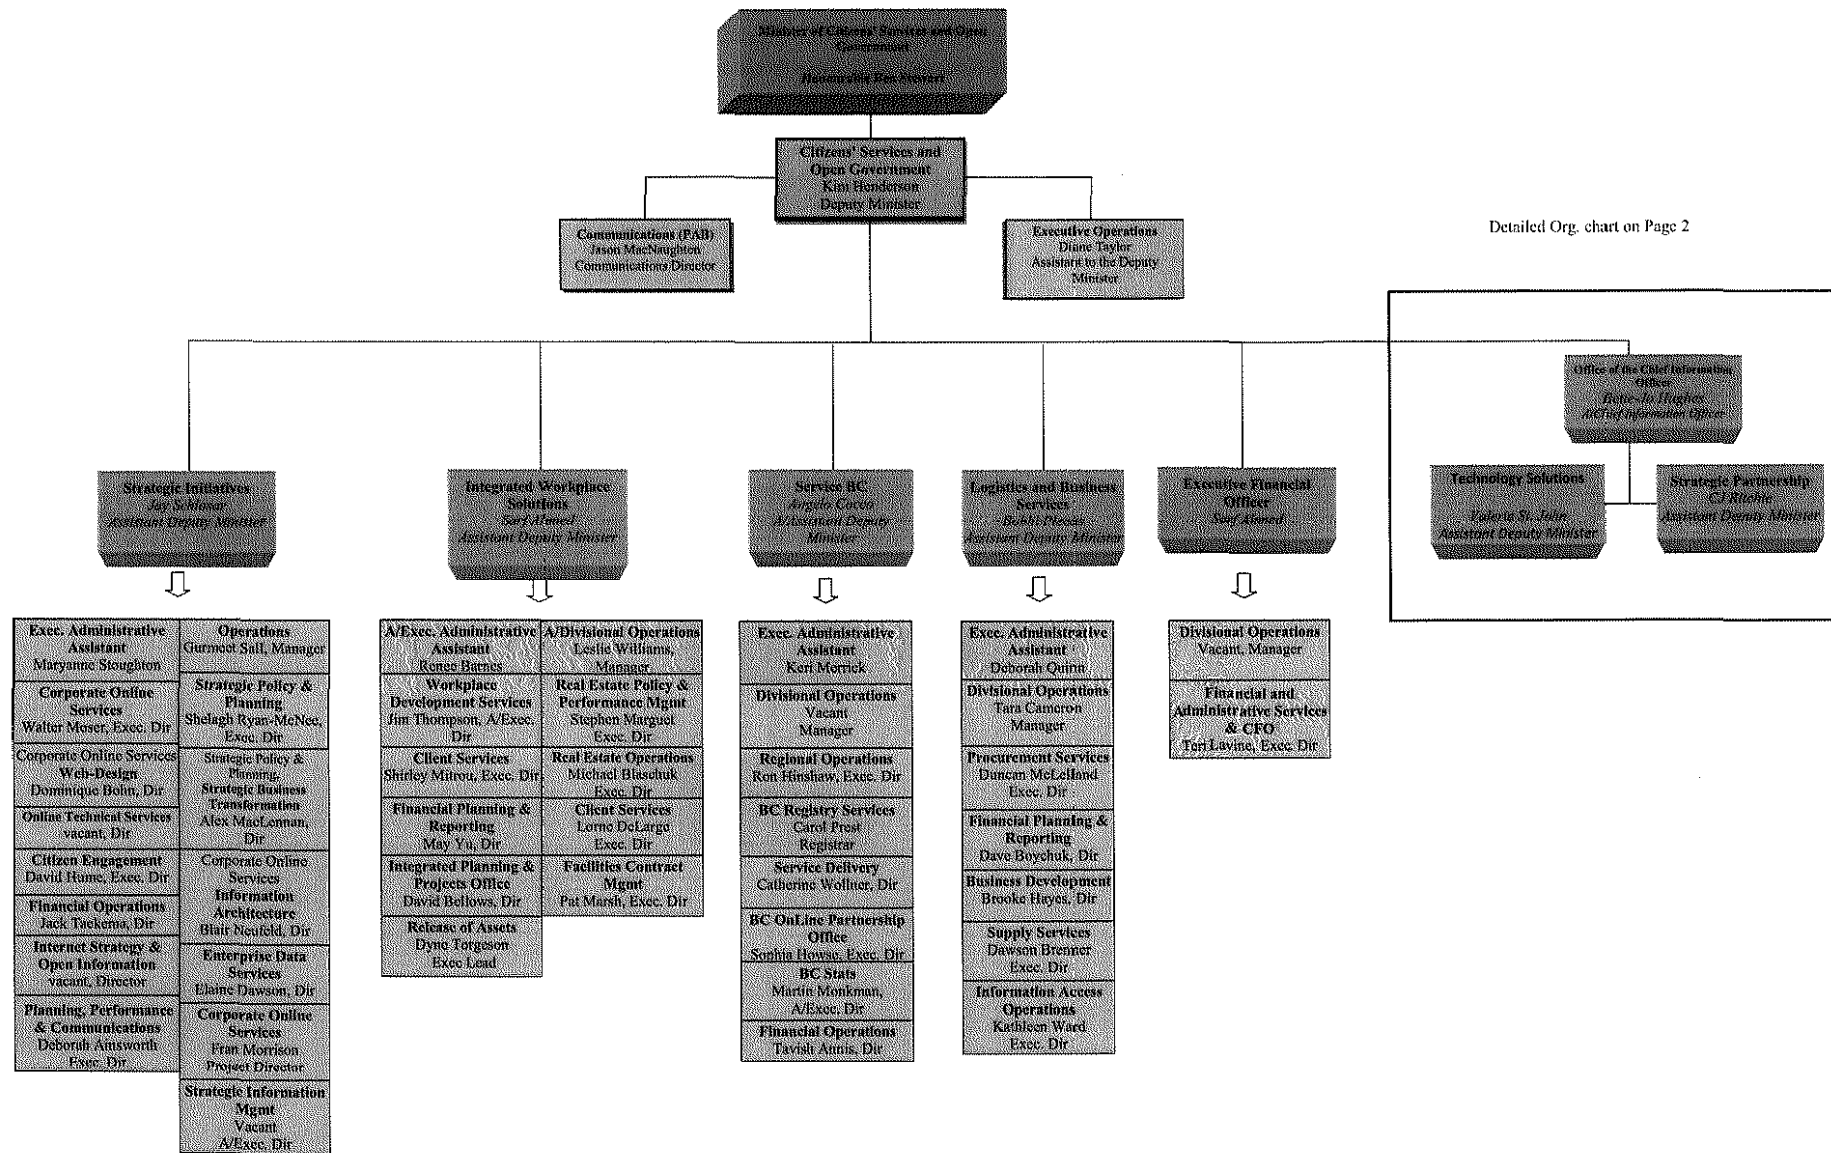 Minister of Citizens' Services and Open
Government
Honourable Ben Stewart
Citizens' Services and
Open Government
Kim Henderson
Deputy Minister
Communications (PAB)
Jason MacNaughton
Communications Director
Executive Operations
Diane Taylor
Assistant to the Deputy
Minister
Detailed Org. chart on Page 2
Office of the Chief Information
Officer
Bette-Jo Hughes
A/Chief Information Officer
Technology Solutions
Valerie St. John
Assistant Deputy Minister
Strategic Partnership
CJ Ritchie
Assistant Deputy Minister
Strategic Initiatives
Jay Schlosar
Assistant Deputy Minister
Integrated Workplace
Solutions
Sarf Ahmed
Assistant Deputy Minister
Service BC
Angelo Cocco
A/Assistant Deputy
Minister
Logistics and Business
Services
Bobbi Plecas
Assistant Deputy Minister
Executive Financial
Officer
Sarf Ahmed
Exec. Administrative
Assistant
Maryanne Stoughton
Corporate Online
Services
Walter Moser, Exec. Dir
Corporate Online Services
Web-Design
Dominique Bohn, Dir
Online Technical Services
vacant, Dir
Citizen Engagement
David Hume, Exec. Dir
Financial Operations
Jack Taekema, Dir
Internet Strategy &
Open Information
vacant, Director
Planning, Performance
& Communications
Deborah Ainsworth
Exec. Dir
Operations
Gurmeet Sall, Manager
Strategic Policy &
Planning
Shelagh Ryan-McNee,
Exec. Dir
Strategic Policy &
Planning,
Strategic Business
Transformation
Alex MacLennan,
Dir
Corporate Online
Services
Information
Architecture
Blair Neufeld, Dir
Enterprise Data
Services
Elaine Dawson, Dir
Corporate Online
Services
Fran Morrison
Project Director
Strategic Information
Mgmt
Vacant
A/Exec. Dir
A/Exec. Administrative
Assistant
Renee Barnes
Workplace
Development Services
Jim Thompson, A/Exec.
Dir
Client Services
Shirley Mitrou, Exec. Dir
Financial Planning &
Reporting
May Yu, Dir
Integrated Planning &
Projects Office
David Bellows, Dir
Release of Assets
Dyne Torgeson
Exec Lead
A/Divisional Operations
Leslie Williams,
Manager
Real Estate Policy &
Performance Mgmt
Stephen Marguet
Exec. Dir
Real Estate Operations
Michael Blaschuk
Exec. Dir
Client Services
Lorne DeLarge
Exec. Dir
Facilities Contract
Mgmt
Pat Marsh, Exec. Dir
Exec. Administrative
Assistant
Keri Merrick
Divisional Operations
Vacant
Manager
Regional Operations
Ron Hinshaw, Exec. Dir
BC Registry Services
Carol Prest
Registrar
Service Delivery
Catherine Wollner, Dir
BC OnLine Partnership
Office
Sophia Howse, Exec. Dir
BC Stats
Martin Monkman,
A/Exec. Dir
Financial Operations
Tavish Annis, Dir
Exec. Administrative
Assistant
Deborah Quinn
Divisional Operations
Tara Cameron
Manager
Procurement Services
Duncan McLelland
Exec. Dir
Financial Planning &
Reporting
Dave Boychuk, Dir
Business Development
Brooke Hayes, Dir
Supply Services
Dawson Brenner
Exec. Dir
Information Access
Operations
Kathleen Ward
Exec. Dir
Divisional Operations
Vacant, Manager
Financial and
Administrative Services
& CFO
Teri Lavine, Exec. Dir